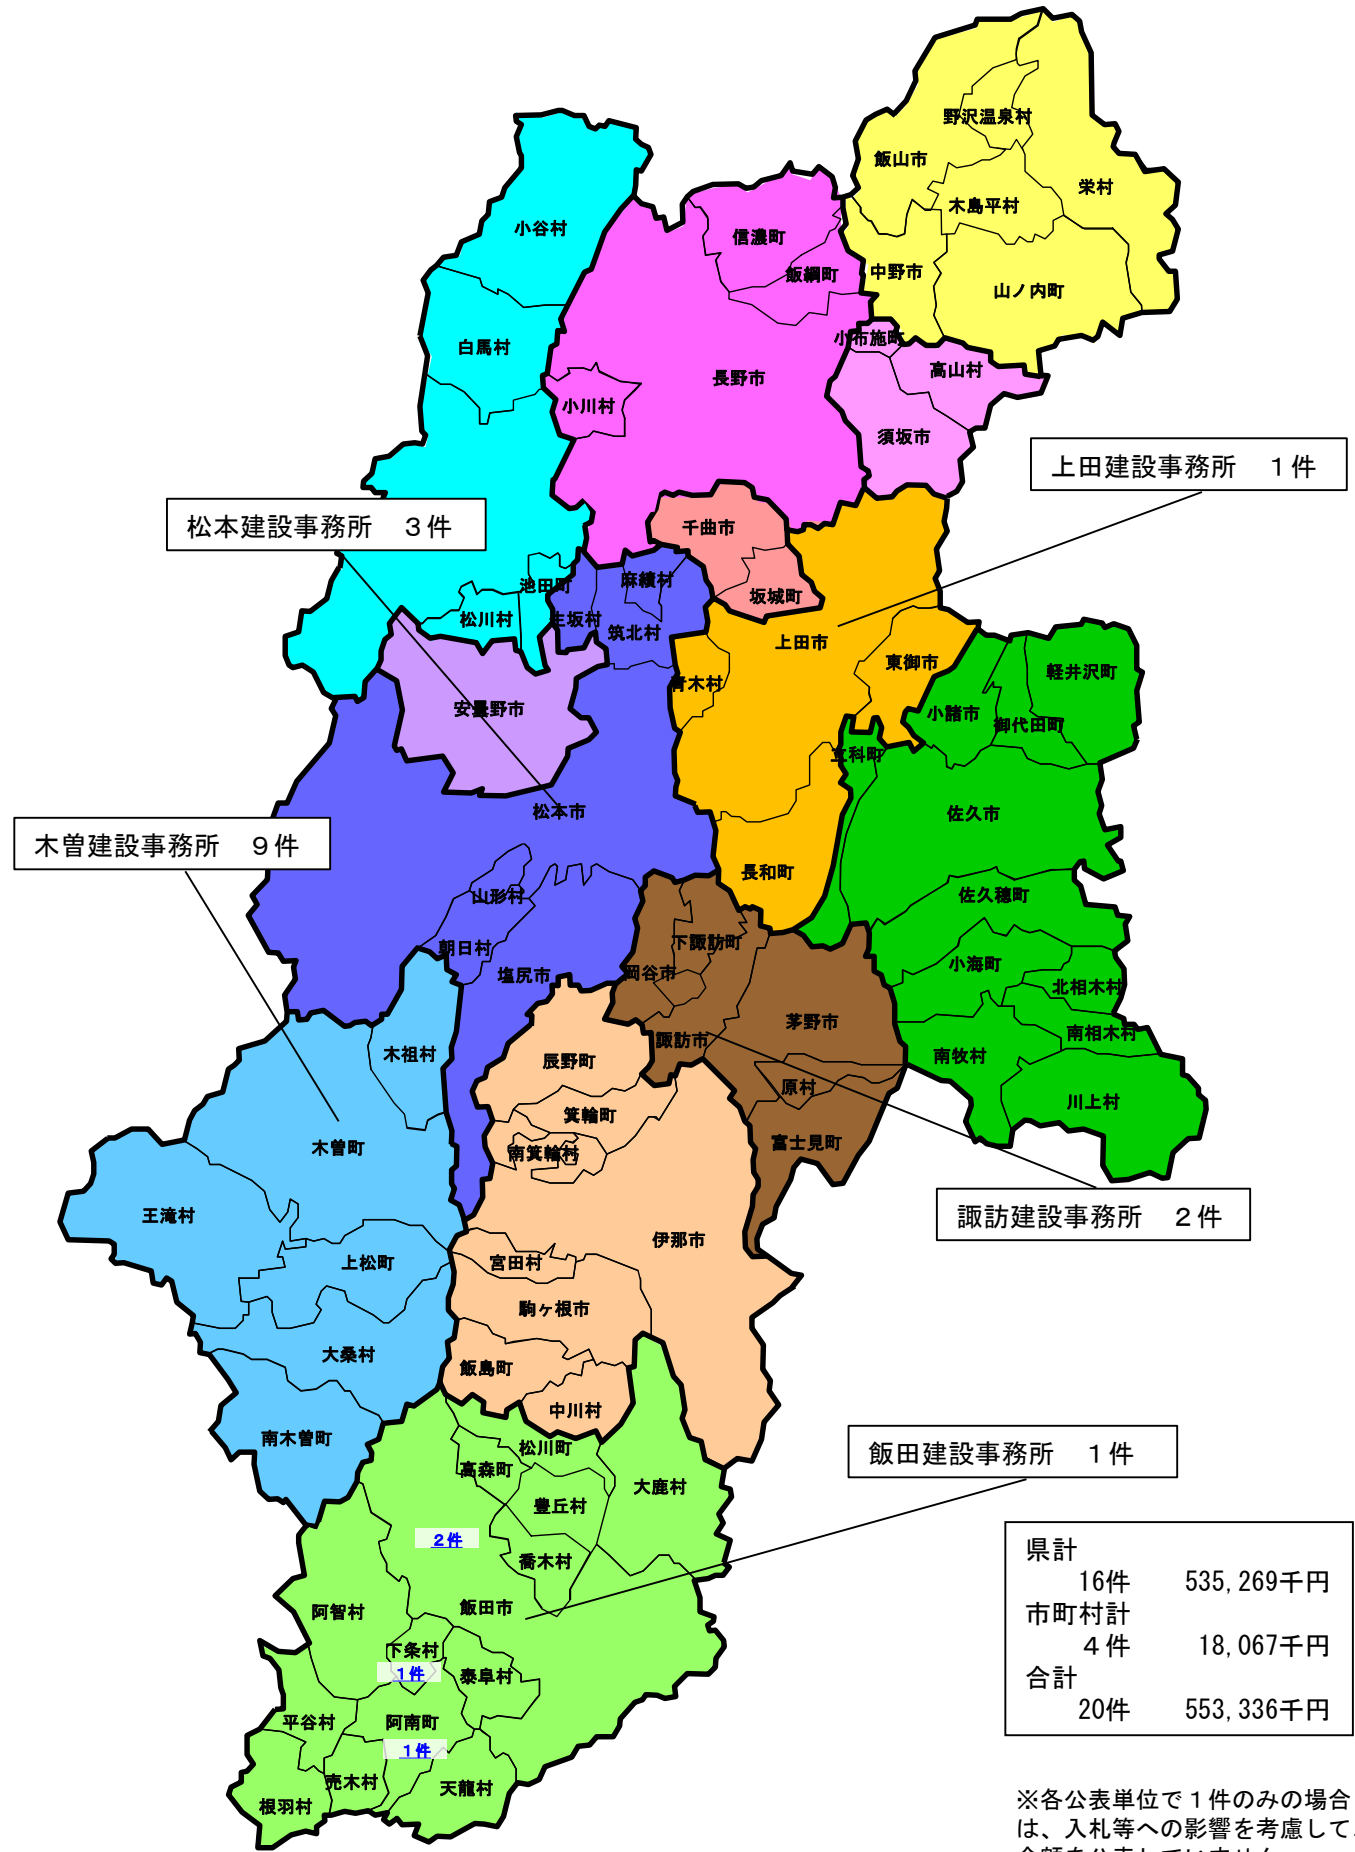 野沢温泉村
飯山市
栄村
木島平村
小谷村
信濃町
飯綱町
中野市
山ノ内町
小布施町
白馬村
高山村
長野市
小川村
須坂市
上田建設事務所　１件
松本建設事務所　３件
千曲市
池田町
麻績村
坂城町
松川村
生坂村
筑北村
上田市
東御市
軽井沢町
青木村
安曇野市
小諸市
御代田町
立科町
松本市
佐久市
木曽建設事務所　９件
長和町
山形村
佐久穂町
朝日村
下諏訪町
塩尻市
岡谷市
小海町
北相木村
茅野市
南相木村
諏訪市
木祖村
辰野町
南牧村
原村
川上村
箕輪町
木曽町
南箕輪村
富士見町
王滝村
諏訪建設事務所　２件
伊那市
上松町
宮田村
駒ヶ根市
大桑村
飯島町
中川村
南木曽町
松川町
飯田建設事務所　１件
高森町
大鹿村
豊丘村
２件
喬木村
阿智村
飯田市
下条村
１件
泰阜村
平谷村
阿南町
１件
売木村
天龍村
根羽村
県計
16件　535,269千円
市町村計
４件　18,067千円
合計
20件　553,336千円
※各公表単位で１件のみの場合
は、入札等への影響を考慮して、